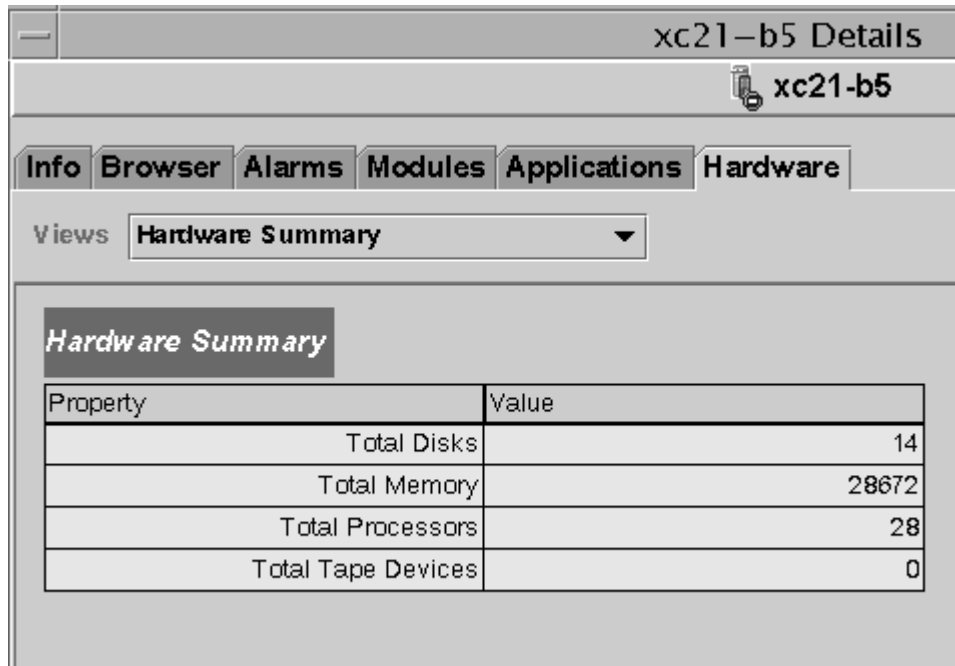 xc21–b5 Details
xc21-b5
Info Browser Alarms Modules Applications Hardware
Views Hardware Summary
Hardware Summary
Property Value
Total Disks 14
Total Memory 28672
Total Processors 28
Total Tape Devices 0